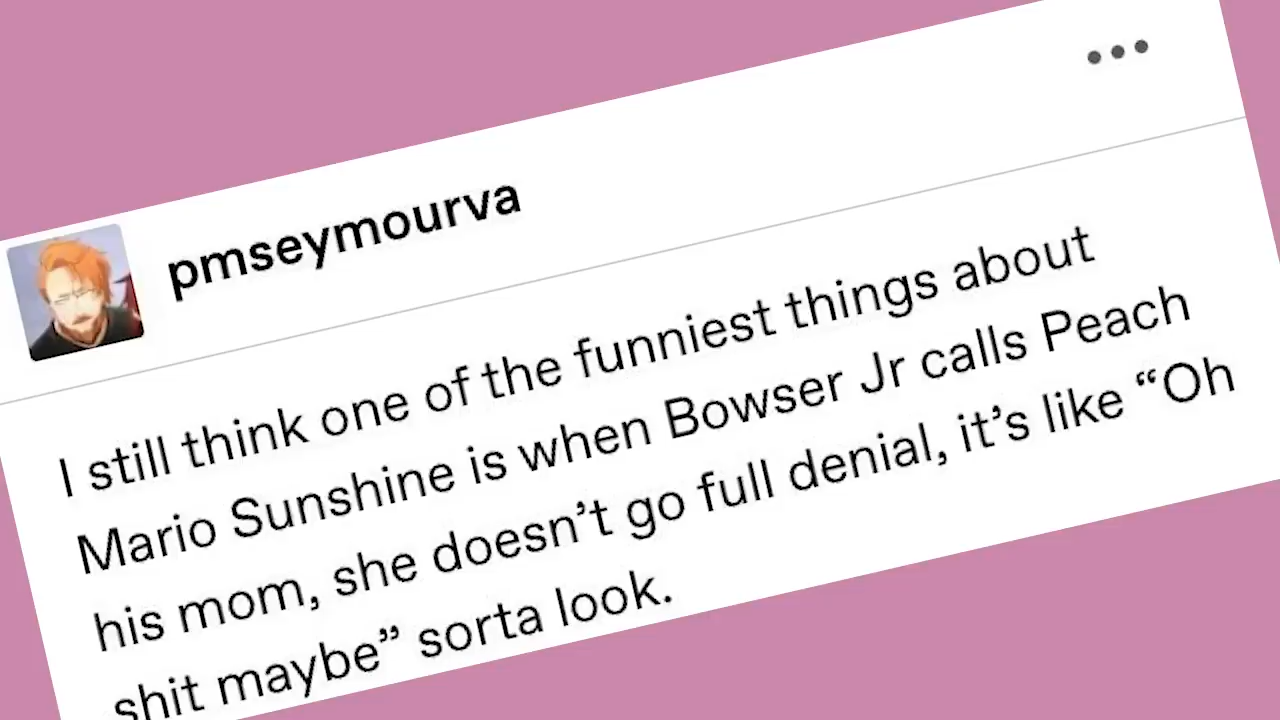 pmseymourva
I still think one of the funniest things about
Mario Sunshine is when Bowser Jr calls Peach
his mom, she doesn’t go full denial, it’s like “Oh
shit maybe” sorta look.